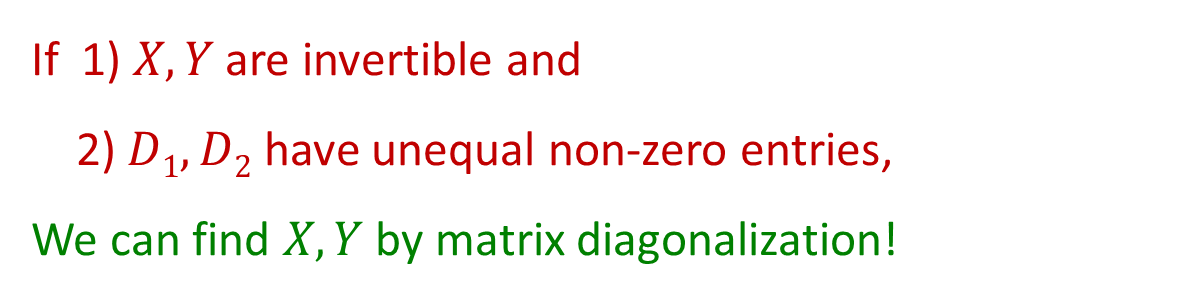 If 1) X, Y are invertible and
2) D₁, D₂ have unequal non-zero entries,
We can find X, Y by matrix diagonalization!